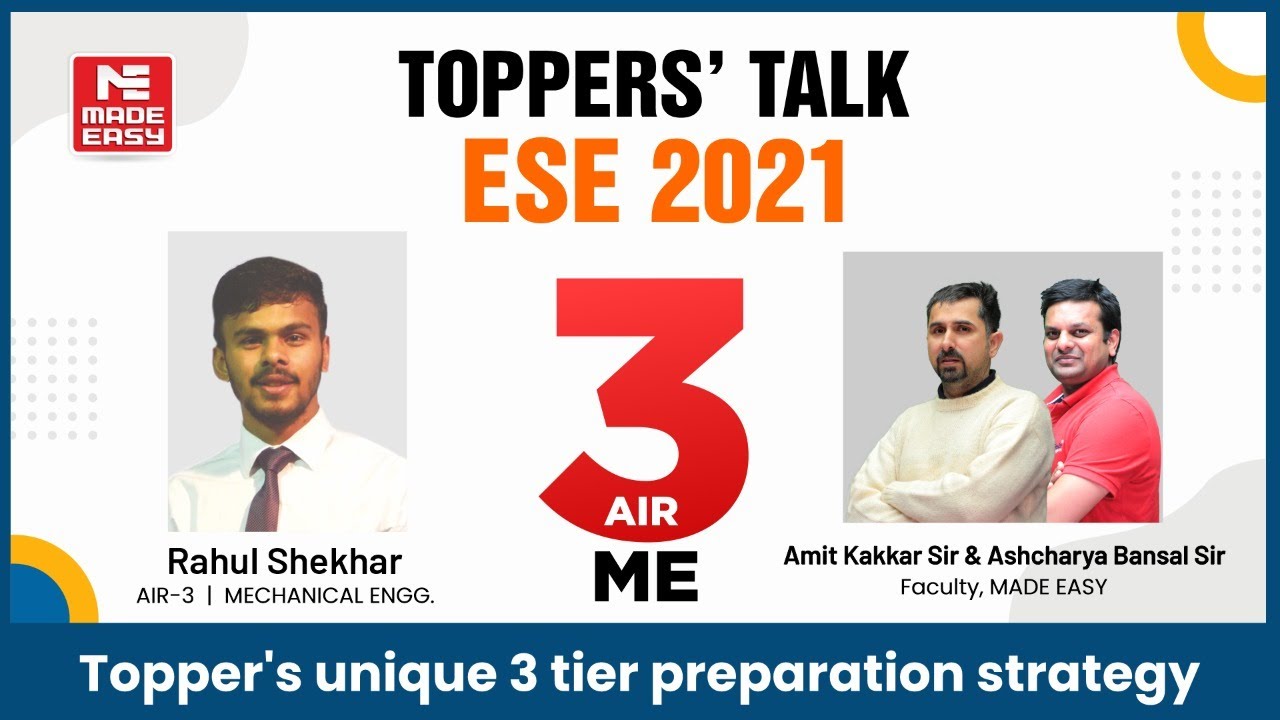 ME
MADE
EASY
TOPPERS' TALK
ESE 2021
3
AIR
ME
Rahul Shekhar
AIR-3 | MECHANICAL ENGG.
Amit Kakkar Sir & Ashcharya Bansal Sir
Faculty, MADE EASY
Topper's unique 3 tier preparation strategy